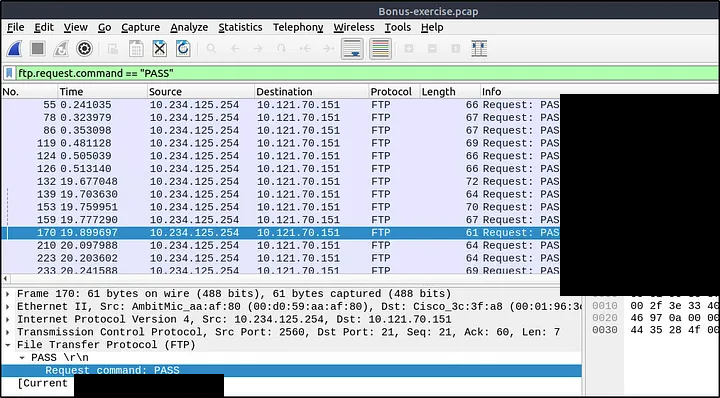 Bonus-exercise.pcap
File Edit View Go Capture Analyze Statistics Telephony Wireless Tools Help
ftp.request.command == "PASS"
No. Time Source Destination Protocol Length Info
55 0.241035 10.234.125.254 10.121.70.151 FTP 66 Request: PAS
78 0.323979 10.234.125.254 10.121.70.151 FTP 67 Request: PAS
86 0.353098 10.234.125.254 10.121.70.151 FTP 67 Request: PAS
119 0.481128 10.234.125.254 10.121.70.151 FTP 69 Request: PAS
124 0.505039 10.234.125.254 10.121.70.151 FTP 66 Request: PAS
126 0.513140 10.234.125.254 10.121.70.151 FTP 66 Request: PAS
132 19.677048 10.234.125.254 10.121.70.151 FTP 72 Request: PAS
139 19.703630 10.234.125.254 10.121.70.151 FTP 64 Request: PAS
153 19.759951 10.234.125.254 10.121.70.151 FTP 70 Request: PAS
159 19.777290 10.234.125.254 10.121.70.151 FTP 67 Request: PAS
170 19.899697 10.234.125.254 10.121.70.151 FTP 61 Request: PAS
210 20.097988 10.234.125.254 10.121.70.151 FTP 64 Request: PAS
223 20.203602 10.234.125.254 10.121.70.151 FTP 64 Request: PAS
233 20.241588 10.234.125.254 10.121.70.151 FTP 69 Request: PAS
Frame 170: 61 bytes on wire (488 bits), 61 bytes captured (488 bits)
Ethernet II, Src: AmbitMic_aa:af:80 (00:d0:59:aa:af:80), Dst: Cisco_3c:3f:a8 (00:01:96:3c
Internet Protocol Version 4, Src: 10.234.125.254, Dst: 10.121.70.151
Transmission Control Protocol, Src Port: 2560, Dst Port: 21, Seq: 21, Ack: 60, Len: 7
File Transfer Protocol (FTP)
PASS \r\n
Request command: PASS
[Current
0010 00 2f 3e 33 40
0020 46 97 0a 00 0
0030 44 35 28 4f 00